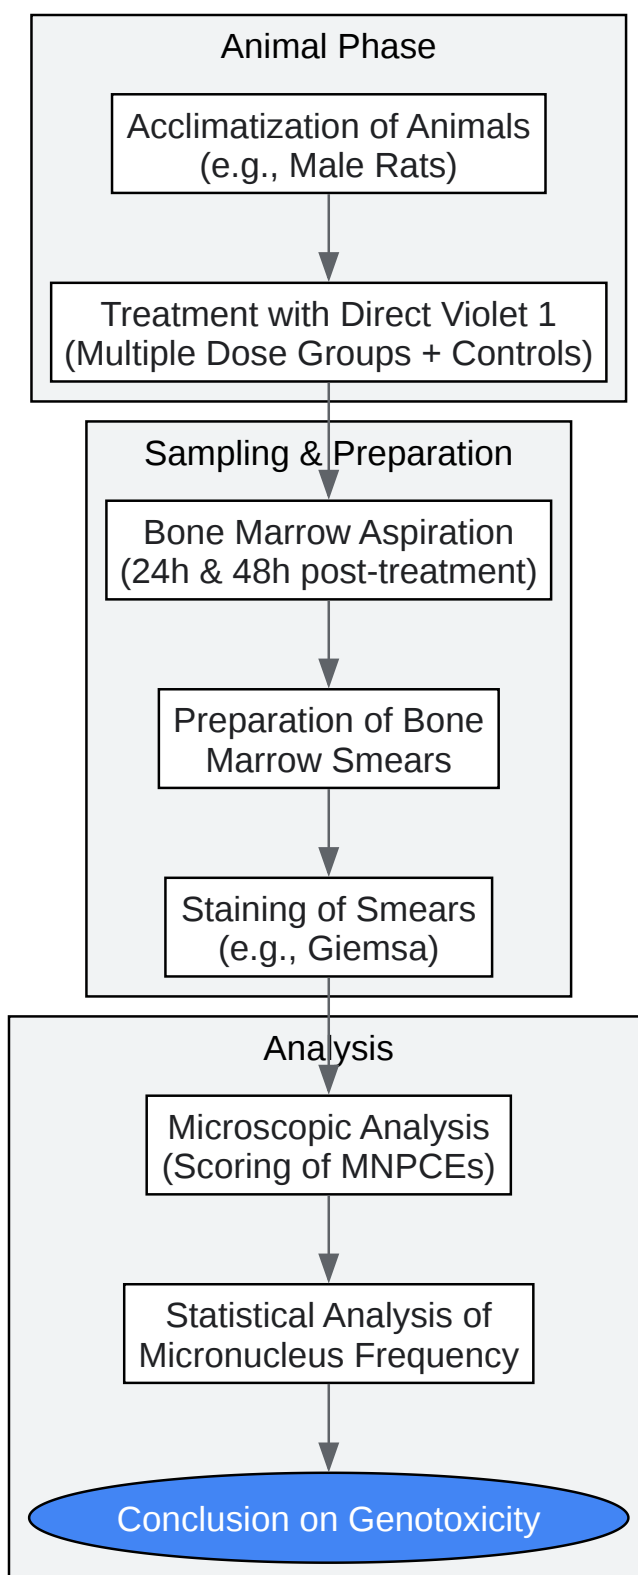 Animal Phase
Acclimatization of Animals
(e.g., Male Rats)
Treatment with Direct Violet 1
(Multiple Dose Groups + Controls)
Sampling & Preparation
Bone Marrow Aspiration
(24h & 48h post-treatment)
Preparation of Bone
Marrow Smears
Staining of Smears
(e.g., Giemsa)
Analysis
Microscopic Analysis
(Scoring of MNPCEs)
Statistical Analysis of
Micronucleus Frequency
Conclusion on Genotoxicity